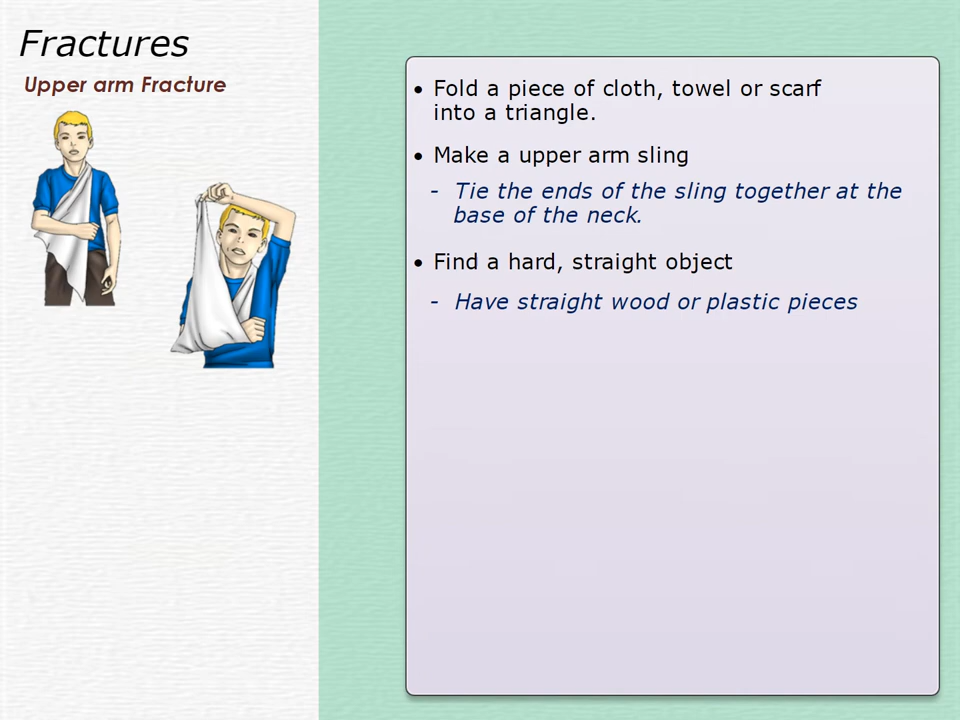 Fractures
Upper arm Fracture
• Fold a piece of cloth, towel or scarf
into a triangle.
• Make a upper arm sling
- Tie the ends of the sling together at the
base of the neck.
• Find a hard, straight object
- Have straight wood or plastic pieces